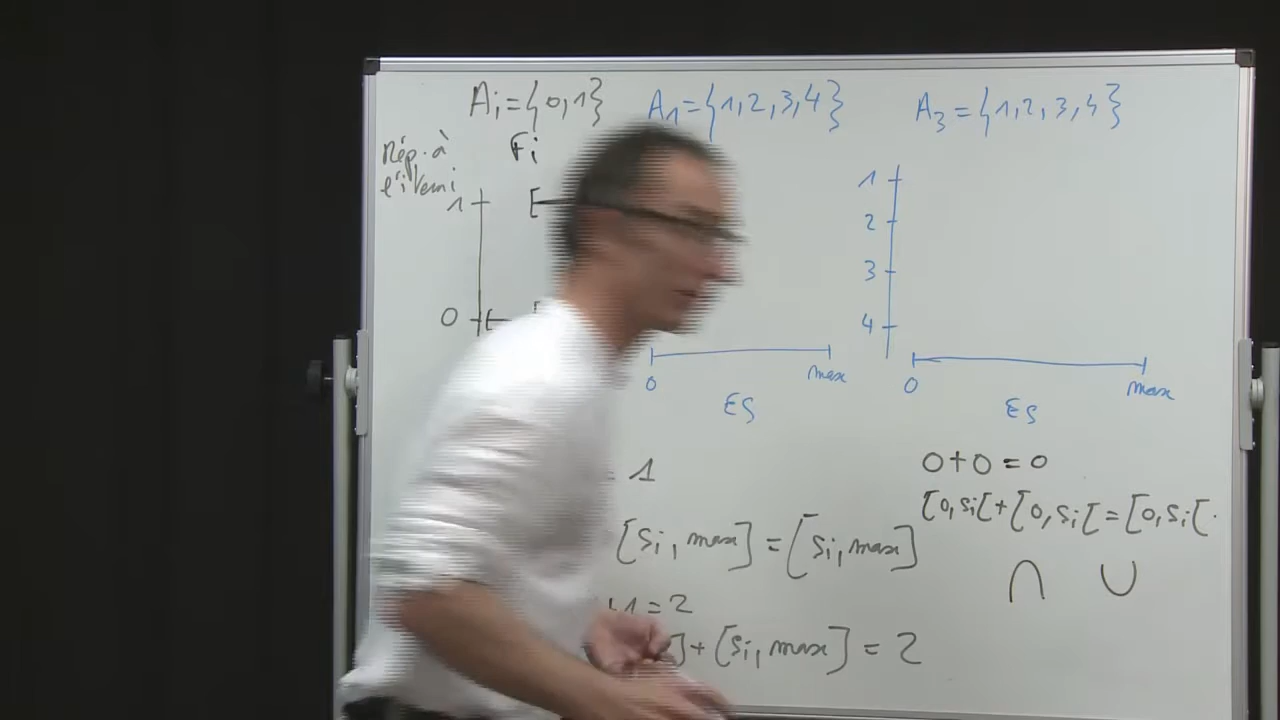 Ai={0,1} A1={1,2,3,4} A3={1,2,3,4}
Rép. à
l'item i
Fi
1
0
0 max
ES
1
2
3
4
0 max
ES
1
[si, max] = [si, max]
1=2
]+[si, max] = 2
0+0=0
[0, si[+[0, si[=[0, si[.
∩ ∪